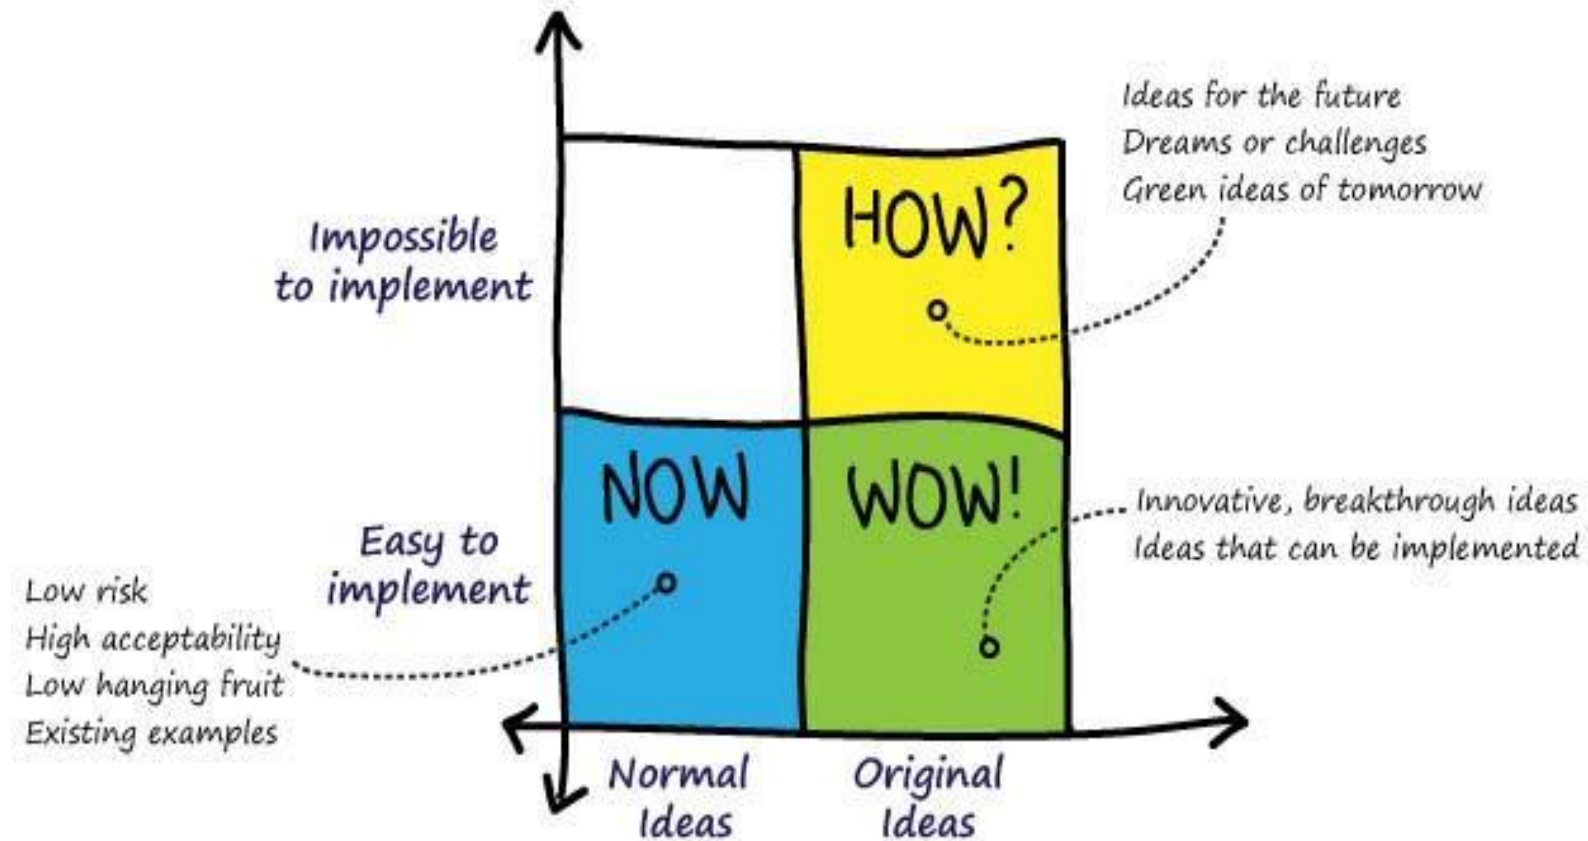 Ideas for the future
Dreams or challenges
Green ideas of tomorrow
HOW?
Impossible
to implement
NOW
WOW!
Innovative, breakthrough ideas
Ideas that can be implemented
Easy to
implement
Low risk
High acceptability
Low hanging fruit
Existing examples
Normal
Ideas
Original
Ideas